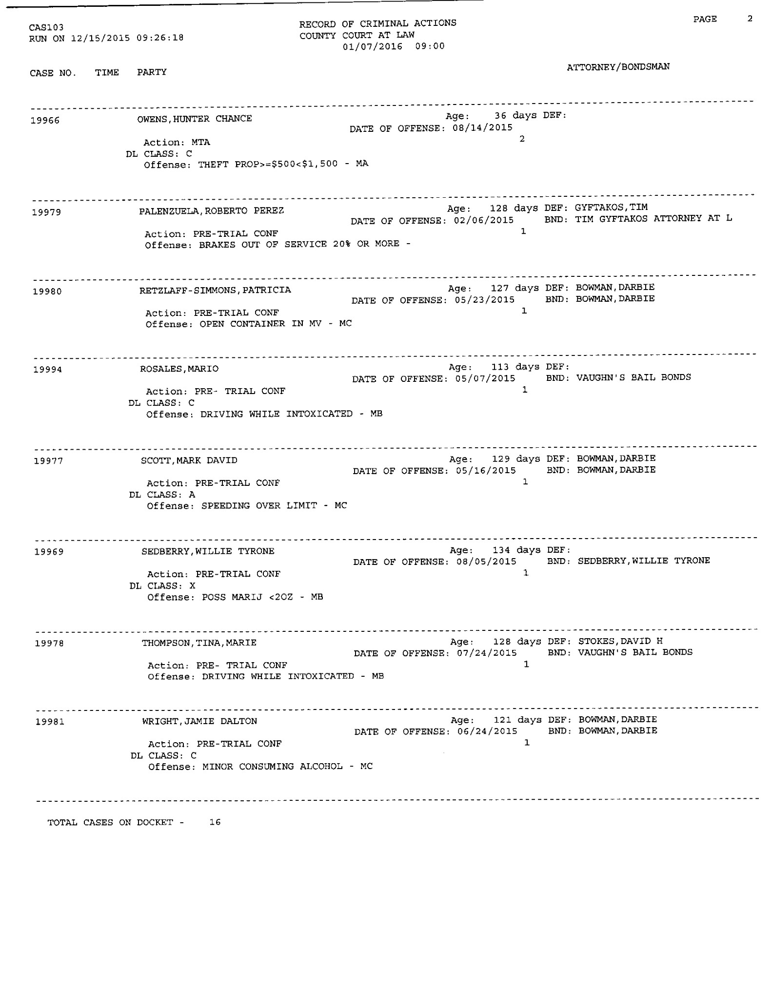 CAS103 RECORD OF CRIMINAL ACTIONS PAGE 2
RUN ON 12/15/2015 09:26:18 COUNTY COURT AT LAW
01/07/2016 09:00
CASE NO. TIME PARTY ATTORNEY/BONDSMAN
19966 OWENS,HUNTER CHANCE Age: 36 days DEF:
DATE OF OFFENSE: 08/14/2015
Action: MTA 2
DL CLASS: C
Offense: THEFT PROP>=$500<$1,500 - MA
19979 PALENZUELA,ROBERTO PEREZ Age: 128 days DEF: GYFTAKOS,TIM
DATE OF OFFENSE: 02/06/2015 BND: TIM GYFTAKOS ATTORNEY AT L
Action: PRE-TRIAL CONF 1
Offense: BRAKES OUT OF SERVICE 20% OR MORE -
19980 RETZLAFF-SIMMONS,PATRICIA Age: 127 days DEF: BOWMAN,DARBIE
DATE OF OFFENSE: 05/23/2015 BND: BOWMAN,DARBIE
Action: PRE-TRIAL CONF 1
Offense: OPEN CONTAINER IN MV - MC
19994 ROSALES,MARIO Age: 113 days DEF:
DATE OF OFFENSE: 05/07/2015 BND: VAUGHN'S BAIL BONDS
Action: PRE- TRIAL CONF 1
DL CLASS: C
Offense: DRIVING WHILE INTOXICATED - MB
19977 SCOTT,MARK DAVID Age: 129 days DEF: BOWMAN,DARBIE
DATE OF OFFENSE: 05/16/2015 BND: BOWMAN,DARBIE
Action: PRE-TRIAL CONF 1
DL CLASS: A
Offense: SPEEDING OVER LIMIT - MC
19969 SEDBERRY,WILLIE TYRONE Age: 134 days DEF:
DATE OF OFFENSE: 08/05/2015 BND: SEDBERRY,WILLIE TYRONE
Action: PRE-TRIAL CONF 1
DL CLASS: X
Offense: POSS MARIJ <2OZ - MB
19978 THOMPSON,TINA,MARIE Age: 128 days DEF: STOKES,DAVID H
DATE OF OFFENSE: 07/24/2015 BND: VAUGHN'S BAIL BONDS
Action: PRE- TRIAL CONF 1
Offense: DRIVING WHILE INTOXICATED - MB
19981 WRIGHT,JAMIE DALTON Age: 121 days DEF: BOWMAN,DARBIE
DATE OF OFFENSE: 06/24/2015 BND: BOWMAN,DARBIE
Action: PRE-TRIAL CONF 1
DL CLASS: C
Offense: MINOR CONSUMING ALCOHOL - MC
TOTAL CASES ON DOCKET - 16